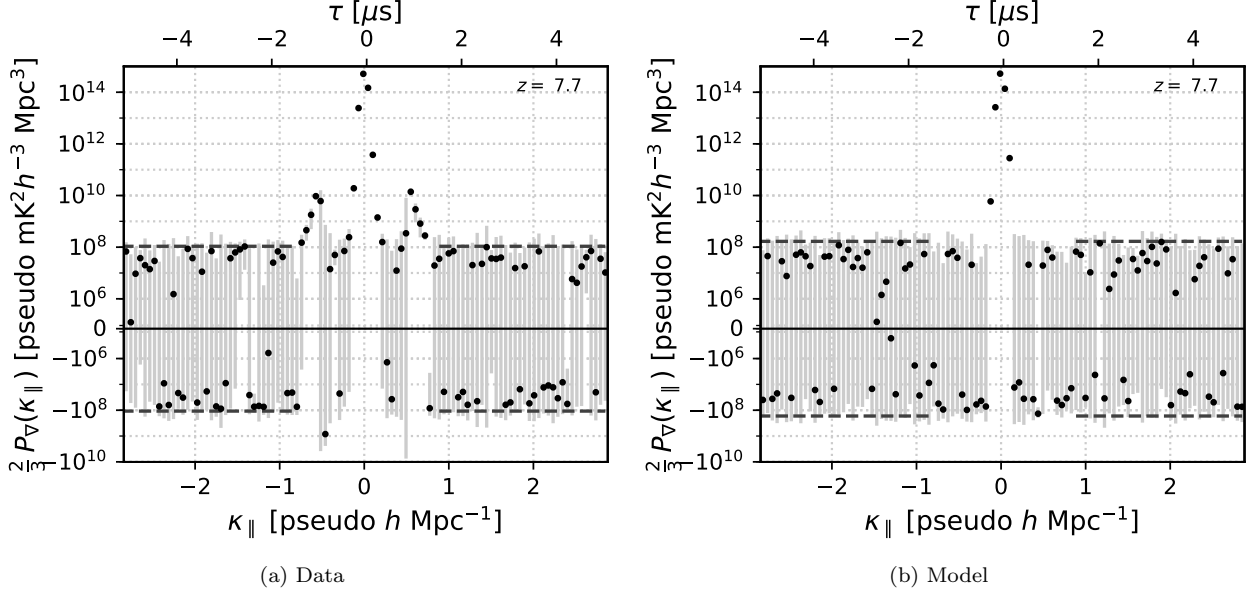 τ [μs]
−4 −2 0 2 4
z = 7.7
10^14
10^12
10^10
10^8
10^6
0
−10^6
−10^8
−10^10
2/3 P_∇(κ_∥) [pseudo mK^2 h^−3 Mpc^3]
−2 −1 0 1 2
κ_∥ [pseudo h Mpc^−1]
(a) Data
τ [μs]
−4 −2 0 2 4
z = 7.7
10^14
10^12
10^10
10^8
10^6
0
−10^6
−10^8
−10^10
2/3 P_∇(κ_∥) [pseudo mK^2 h^−3 Mpc^3]
−2 −1 0 1 2
κ_∥ [pseudo h Mpc^−1]
(b) Model